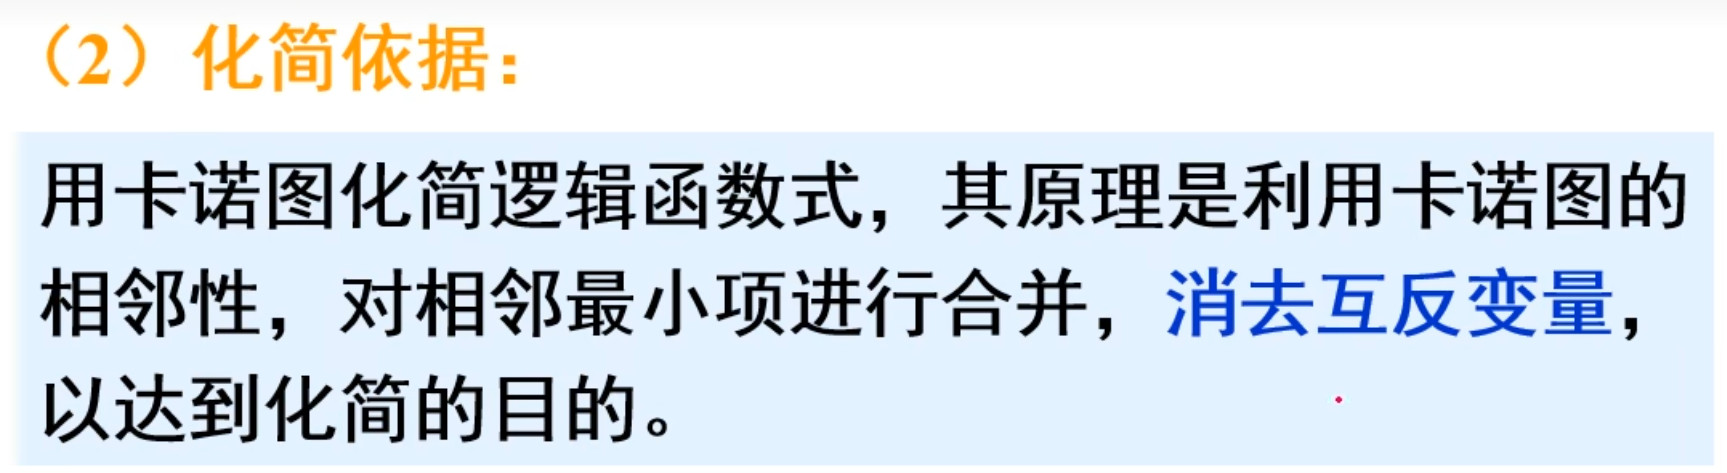 （2）化简依据：
用卡诺图化简逻辑函数式，其原理是利用卡诺图的
相邻性，对相邻最小项进行合并，消去互反变量，
以达到化简的目的。